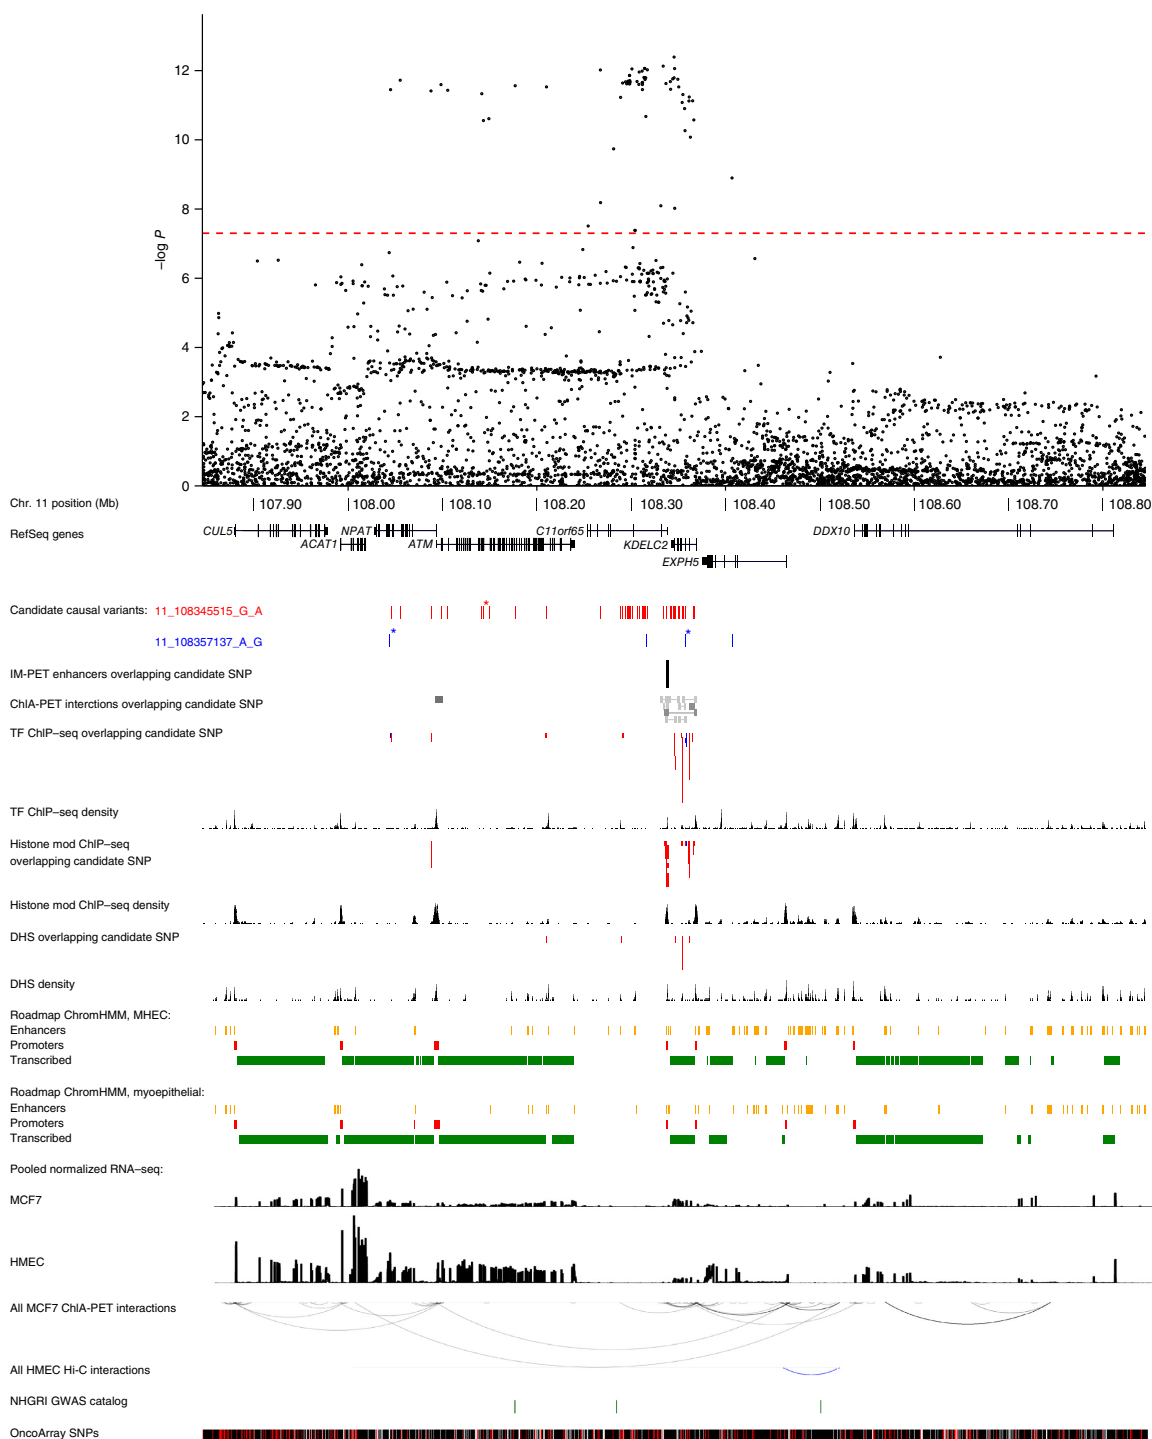 12
10
8
6
4
2
0
–log P
Chr. 11 position (Mb)
107.90 108.00 108.10 108.20 108.30 108.40 108.50 108.60 108.70 108.80
RefSeq genes
CUL5 NPAT C11orf65 DDX10
ACAT1 ATM KDELC2
EXPH5
Candidate causal variants: 11_108345515_G_A
*
11_108357137_A_G
* *
IM-PET enhancers overlapping candidate SNP
ChIA-PET interctions overlapping candidate SNP
TF ChIP–seq overlapping candidate SNP
TF ChIP–seq density
Histone mod ChIP–seq
overlapping candidate SNP
Histone mod ChIP–seq density
DHS overlapping candidate SNP
DHS density
Roadmap ChromHMM, MHEC:
Enhancers
Promoters
Transcribed
Roadmap ChromHMM, myoepithelial:
Enhancers
Promoters
Transcribed
Pooled normalized RNA–seq:
MCF7
HMEC
All MCF7 ChIA-PET interactions
All HMEC Hi-C interactions
NHGRI GWAS catalog
OncoArray SNPs